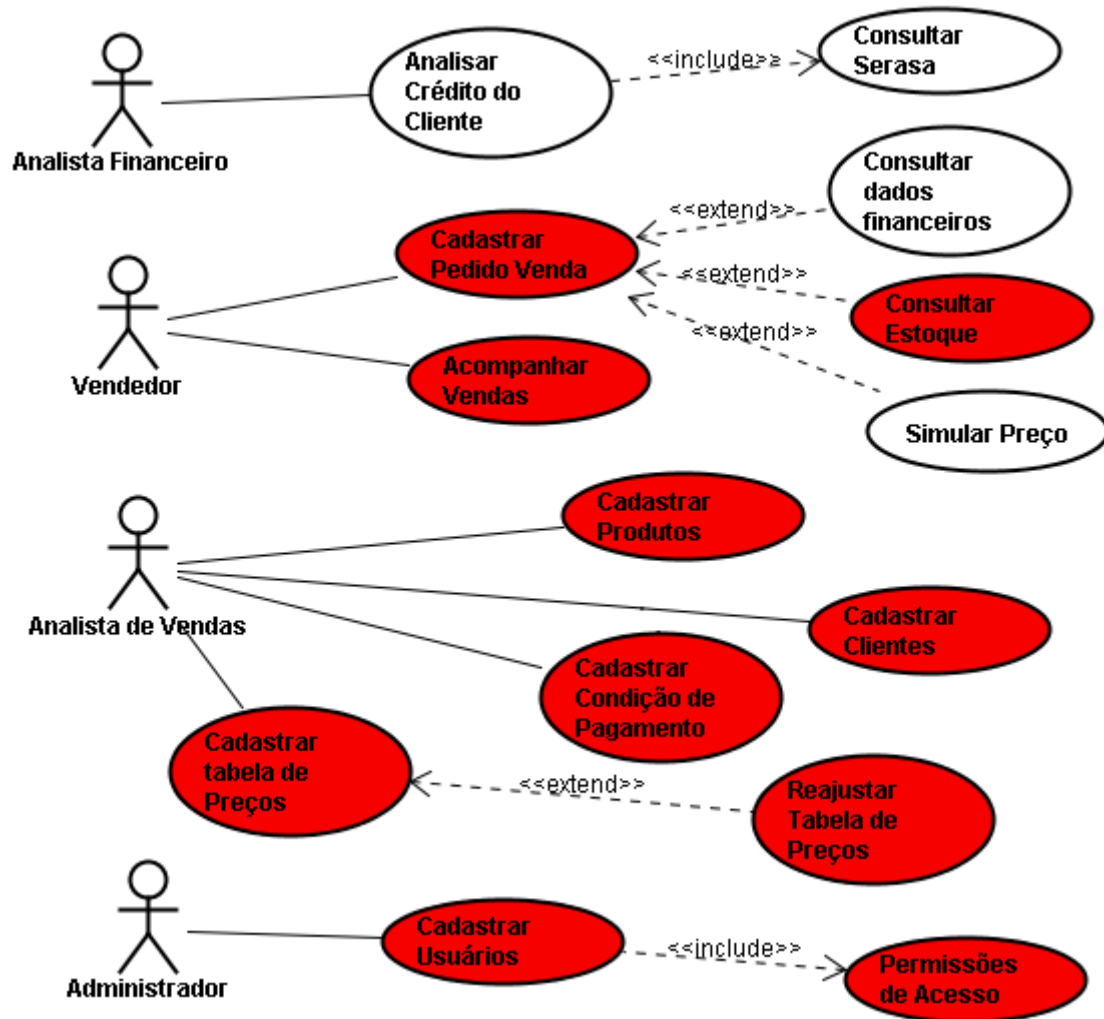 Analista Financeiro
Analisar
Crédito do
Cliente
<<include>>
Consultar
Serasa
Consultar
dados
financeiros
<<extend>>
Cadastrar
Pedido Venda
<<extend>>
Consultar
Estoque
<<extend>>
Simular Preço
Vendedor
Acompanhar
Vendas
Cadastrar
Produtos
Analista de Vendas
Cadastrar
Clientes
Cadastrar
Condição de
Pagamento
Cadastrar
tabela de
Preços
<<extend>>
Reajustar
Tabela de
Preços
Administrador
Cadastrar
Usuários
<<include>>
Permissões
de Acesso